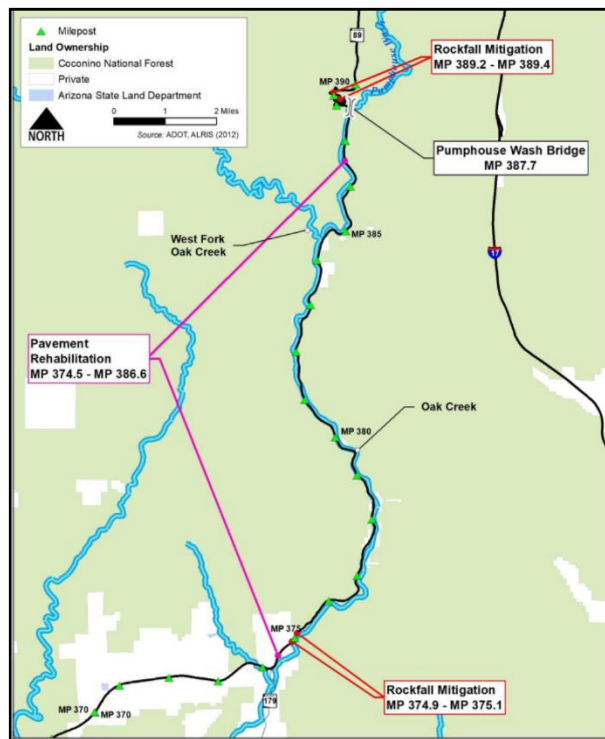 Milepost
Land Ownership
Coconino National Forest
Private
Arizona State Land Department
NORTH
0 1 2 Miles
Source: ADOT, ALRIS (2012)
89
Rockfall Mitigation
MP 389.2 - MP 389.4
MP 390
Pumphouse Wash
Pumphouse Wash Bridge
MP 387.7
West Fork
Oak Creek
MP 385
17
Pavement
Rehabilitation
MP 374.5 - MP 386.6
Oak Creek
MP 380
MP 375
179
MP 370
MP 370
Rockfall Mitigation
MP 374.9 - MP 375.1